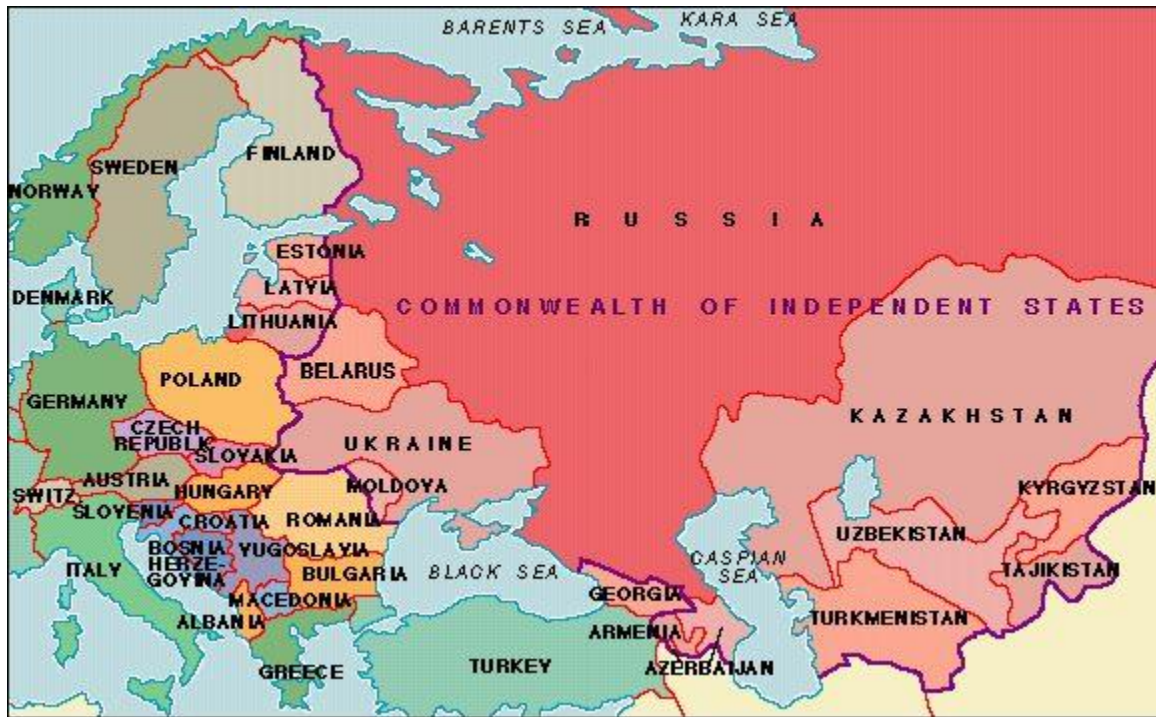 BARENTS SEA
KARA SEA
FINLAND
SWEDEN
NORWAY
RUSSIA
ESTONIA
LATVIA
DENMARK
COMMONWEALTH OF INDEPENDENT STATES
LITHUANIA
BELARUS
POLAND
GERMANY
KAZAKHSTAN
CZECH
REPUBLK
UKRAINE
SLOVAKIA
AUSTRIA
MOLDOVA
KYRGYZSTAN
HUNGARY
SWITZ.
SLOVENIA
CROATIA
ROMANIA
UZBEKISTAN
BOSNIA
HERZE-
GOVINA
YUGOSLAVIA
CASPIAN
SEA
ITALY
BULGARIA
BLACK SEA
TAJIKISTAN
GEORGIA
MACEDONIA
TURKMENISTAN
ALBANIA
ARMENIA
GREECE
TURKEY
AZERBAIJAN